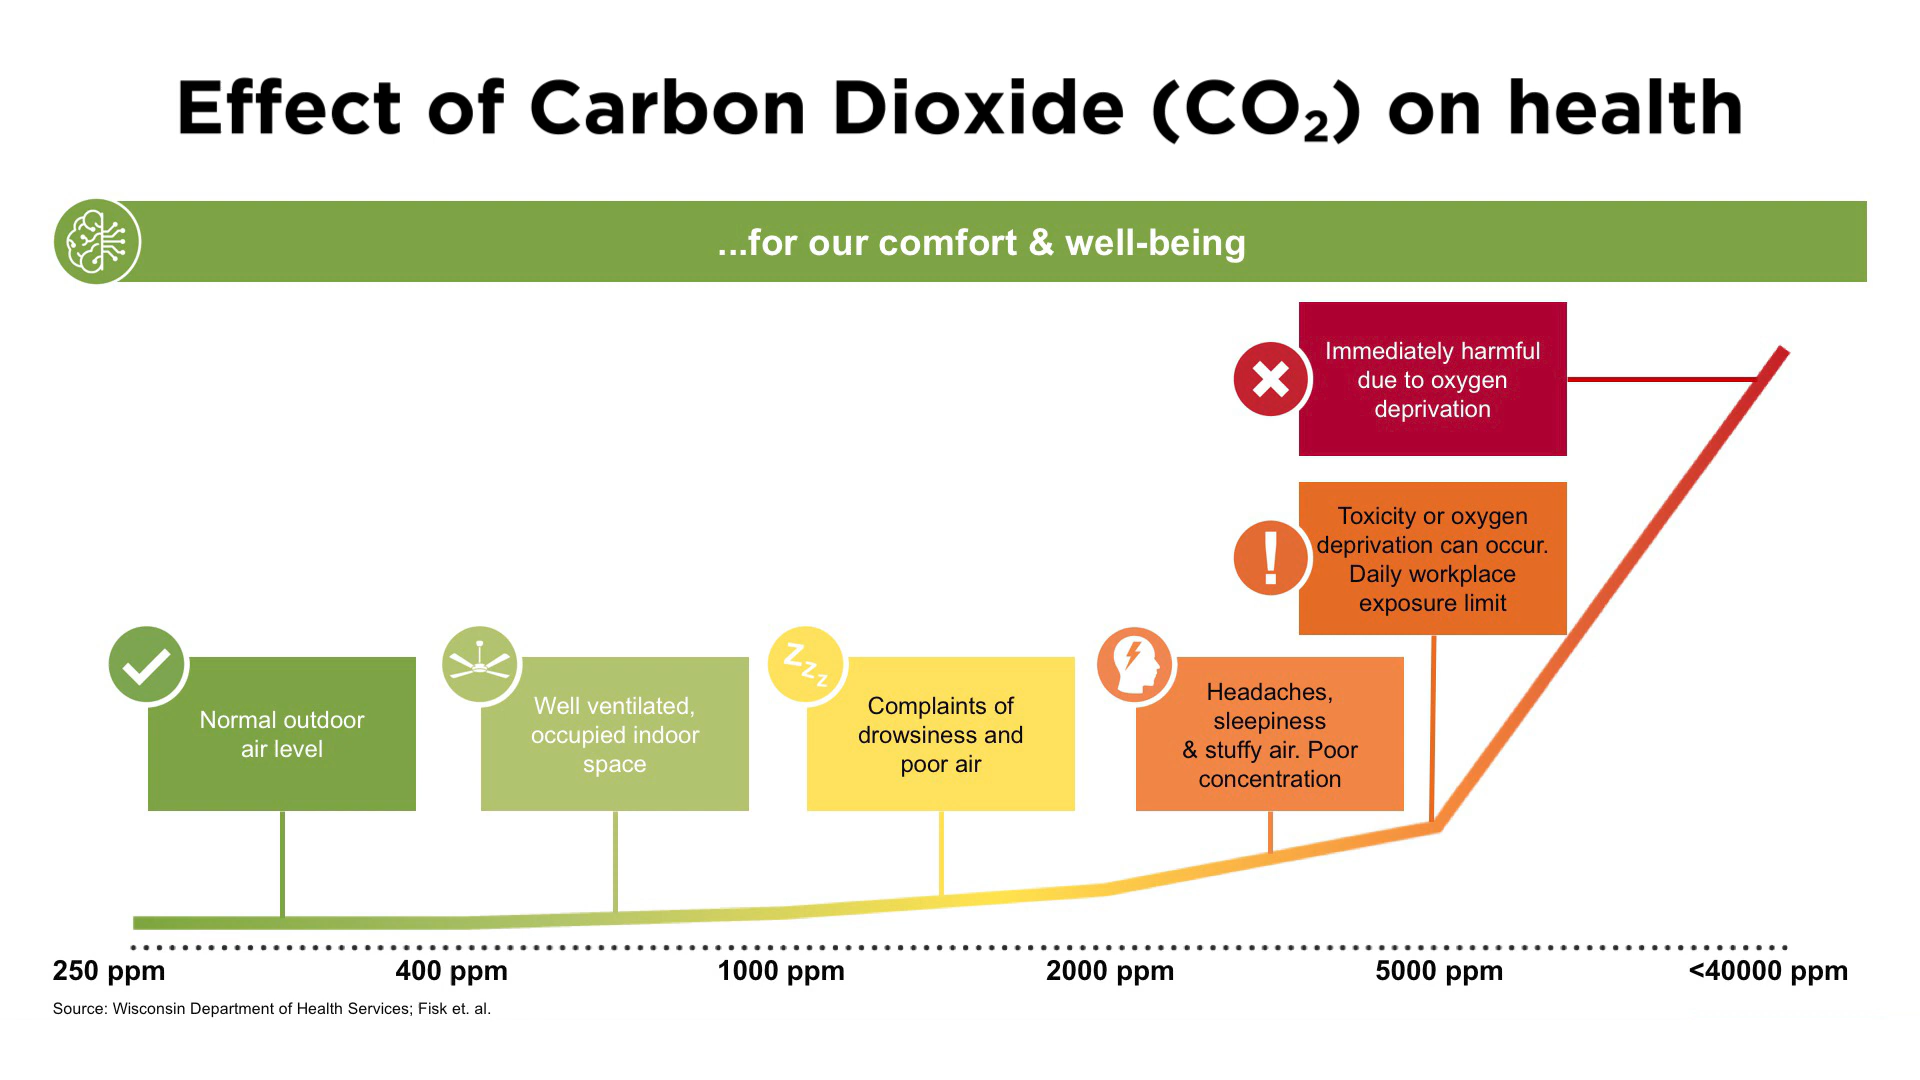 Effect of Carbon Dioxide (CO₂) on health
...for our comfort & well-being
Immediately harmful
due to oxygen
deprivation
Toxicity or oxygen
deprivation can occur.
Daily workplace
exposure limit
Normal outdoor
air level
Well ventilated,
occupied indoor
space
Zzz
Complaints of
drowsiness and
poor air
Headaches,
sleepiness
& stuffy air. Poor
concentration
250 ppm
400 ppm
1000 ppm
2000 ppm
5000 ppm
<40000 ppm
Source: Wisconsin Department of Health Services; Fisk et. al.